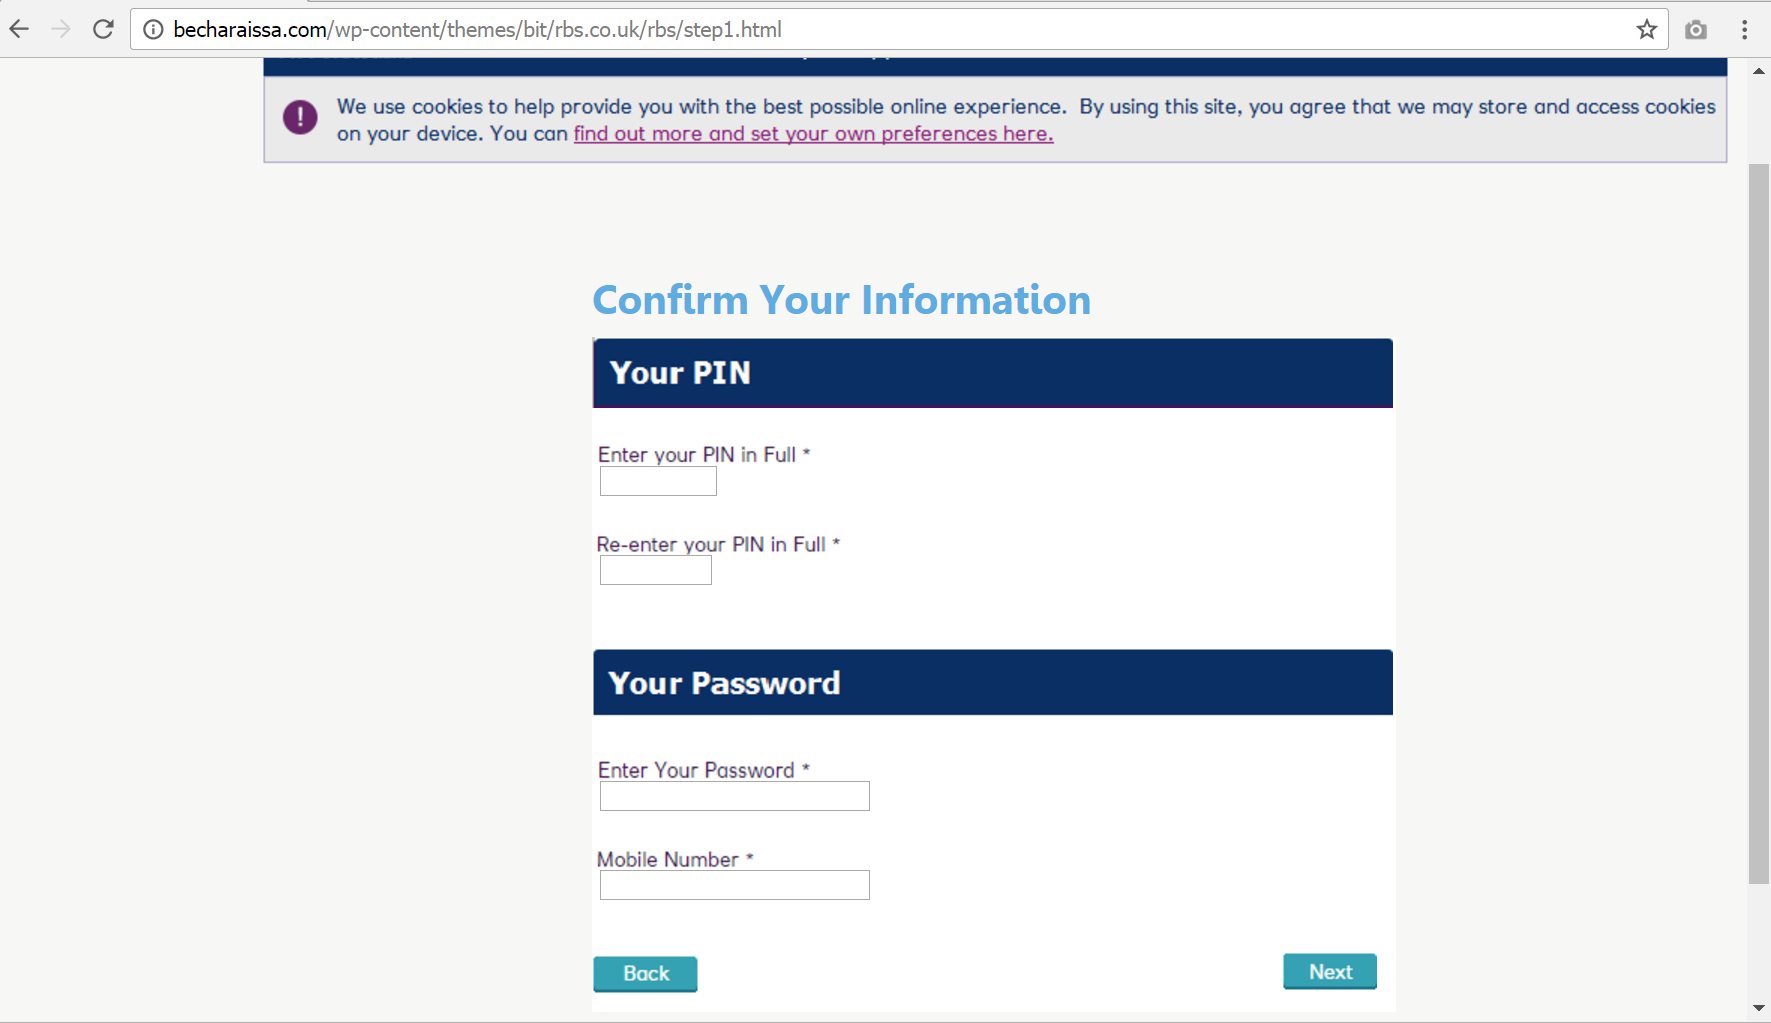 becharaissa.com/wp-content/themes/bit/rbs.co.uk/rbs/step1.html
! We use cookies to help provide you with the best possible online experience.  By using this site, you agree that we may store and access cookies
on your device. You can find out more and set your own preferences here.
Confirm Your Information
Your PIN
Enter your PIN in Full *
Re-enter your PIN in Full *
Your Password
Enter Your Password *
Mobile Number *
Back Next